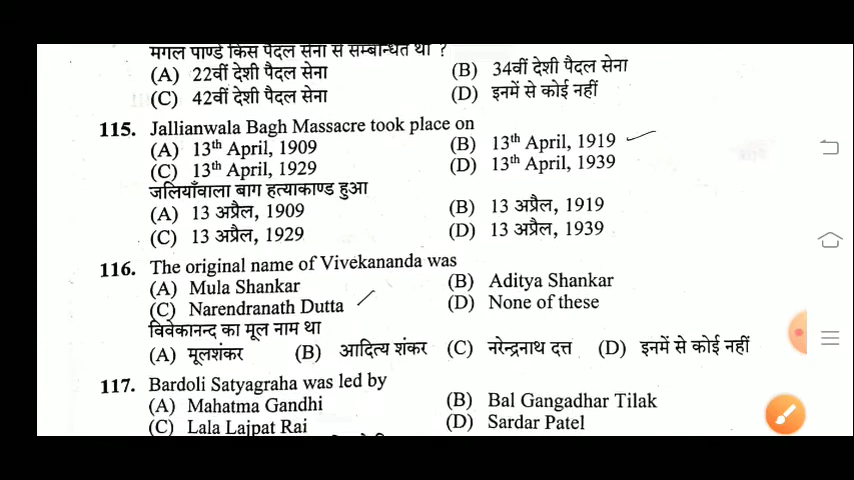 मंगल पाण्डे किस पैदल सेना से सम्बन्धित था ?
(A) 22वीं देशी पैदल सेना (B) 34वीं देशी पैदल सेना
(C) 42वीं देशी पैदल सेना (D) इनमें से कोई नहीं
115. Jallianwala Bagh Massacre took place on
(A) 13th April, 1909 (B) 13th April, 1919
(C) 13th April, 1929 (D) 13th April, 1939
जलियाँवाला बाग हत्याकाण्ड हुआ
(A) 13 अप्रैल, 1909 (B) 13 अप्रैल, 1919
(C) 13 अप्रैल, 1929 (D) 13 अप्रैल, 1939
116. The original name of Vivekananda was
(A) Mula Shankar (B) Aditya Shankar
(C) Narendranath Dutta (D) None of these
विवेकानन्द का मूल नाम था
(A) मूलशंकर (B) आदित्य शंकर (C) नरेन्द्रनाथ दत्त (D) इनमें से कोई नहीं
117. Bardoli Satyagraha was led by
(A) Mahatma Gandhi (B) Bal Gangadhar Tilak
(C) Lala Lajpat Rai (D) Sardar Patel